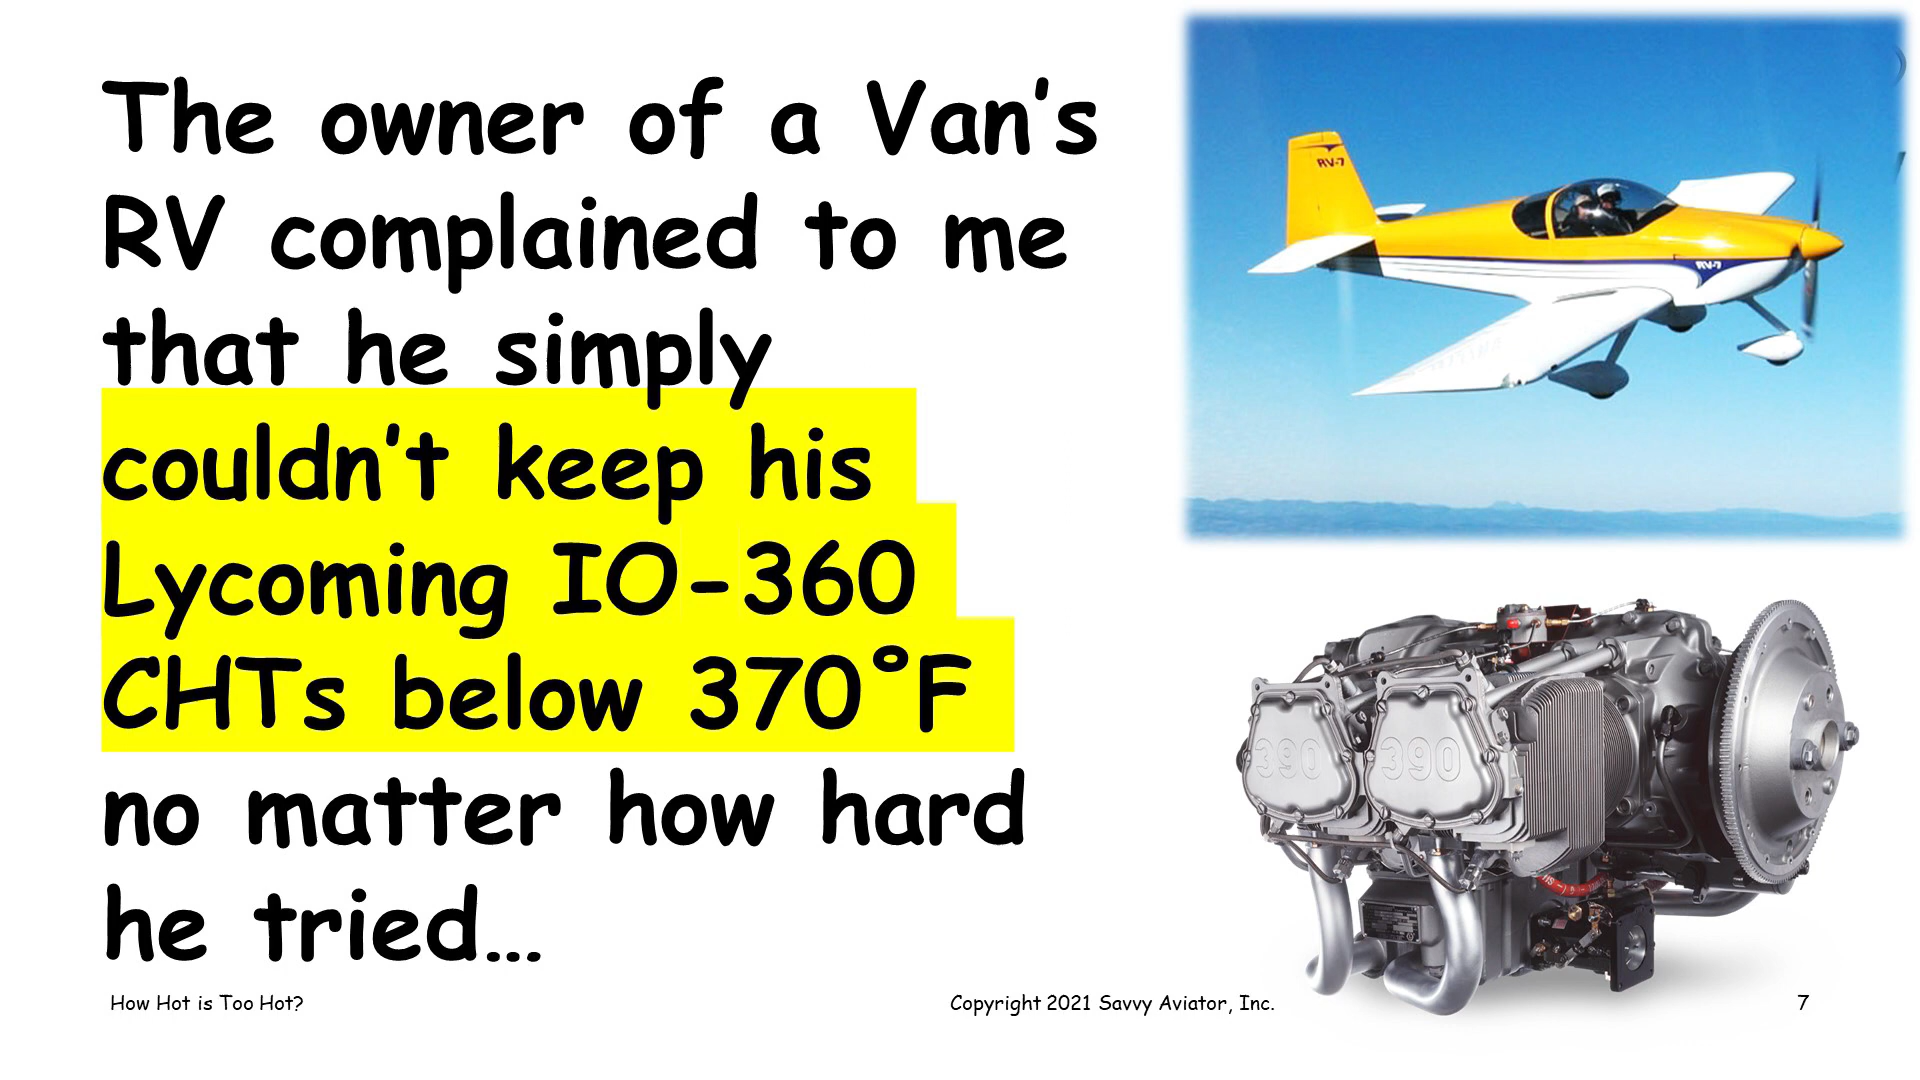 The owner of a Van's
RV complained to me
that he simply
couldn't keep his
Lycoming IO-360
CHTs below 370°F
no matter how hard
he tried...
RV-7
RV-7
390
390
How Hot is Too Hot?
Copyright 2021 Savvy Aviator, Inc.
7